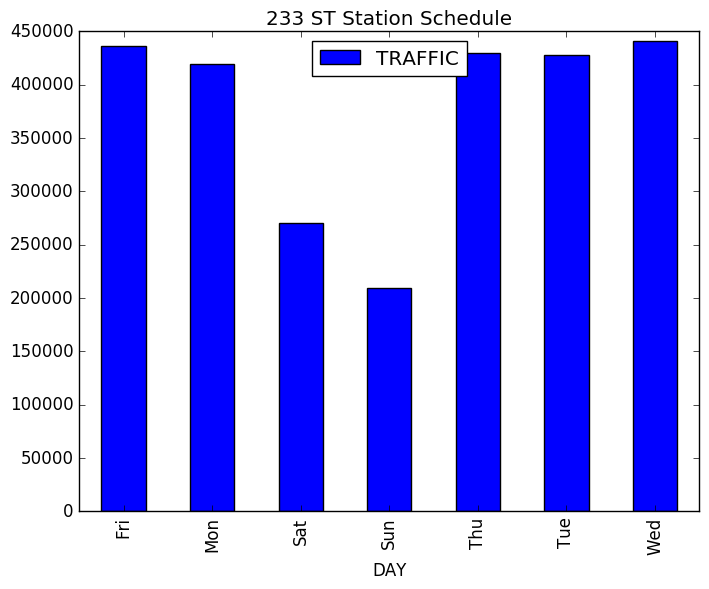 233 ST Station Schedule
TRAFFIC
450000
400000
350000
300000
250000
200000
150000
100000
50000
0
Fri
Mon
Sat
Sun
Thu
Tue
Wed
DAY